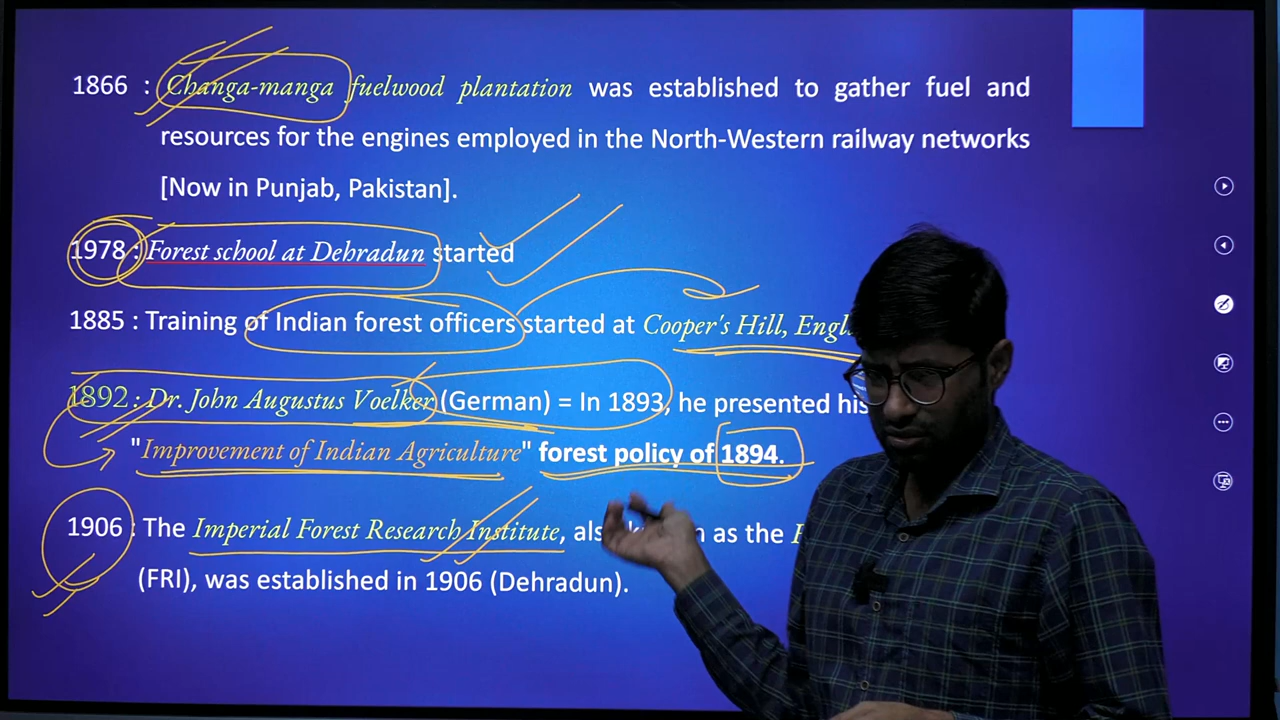 1866 : Changa-manga fuelwood plantation was established to gather fuel and
resources for the engines employed in the North-Western railway networks
[Now in Punjab, Pakistan].
1978 : Forest school at Dehradun started
1885 : Training of Indian forest officers started at Cooper's Hill,
1892 : Dr. John Augustus Voelker (German) = In 1893, he presented his
"Improvement of Indian Agriculture" forest policy of 1894.
1906 : The Imperial Forest Research Institute, as the
(FRI), was established in 1906 (Dehradun).